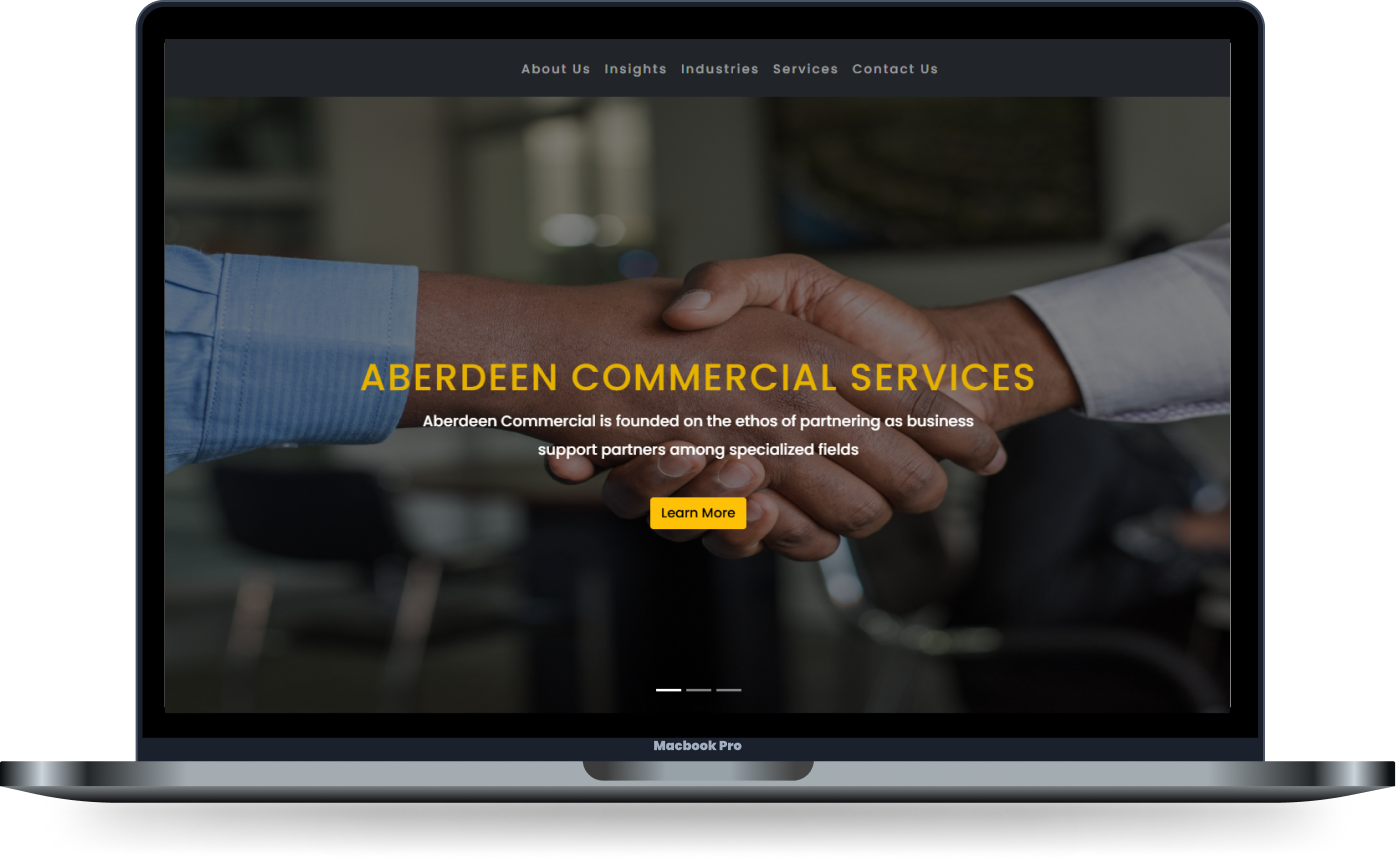 About Us Insights Industries Services Contact Us
ABERDEEN COMMERCIAL SERVICES
Aberdeen Commercial is founded on the ethos of partnering as business
support partners among specialized fields
Learn More
Macbook Pro